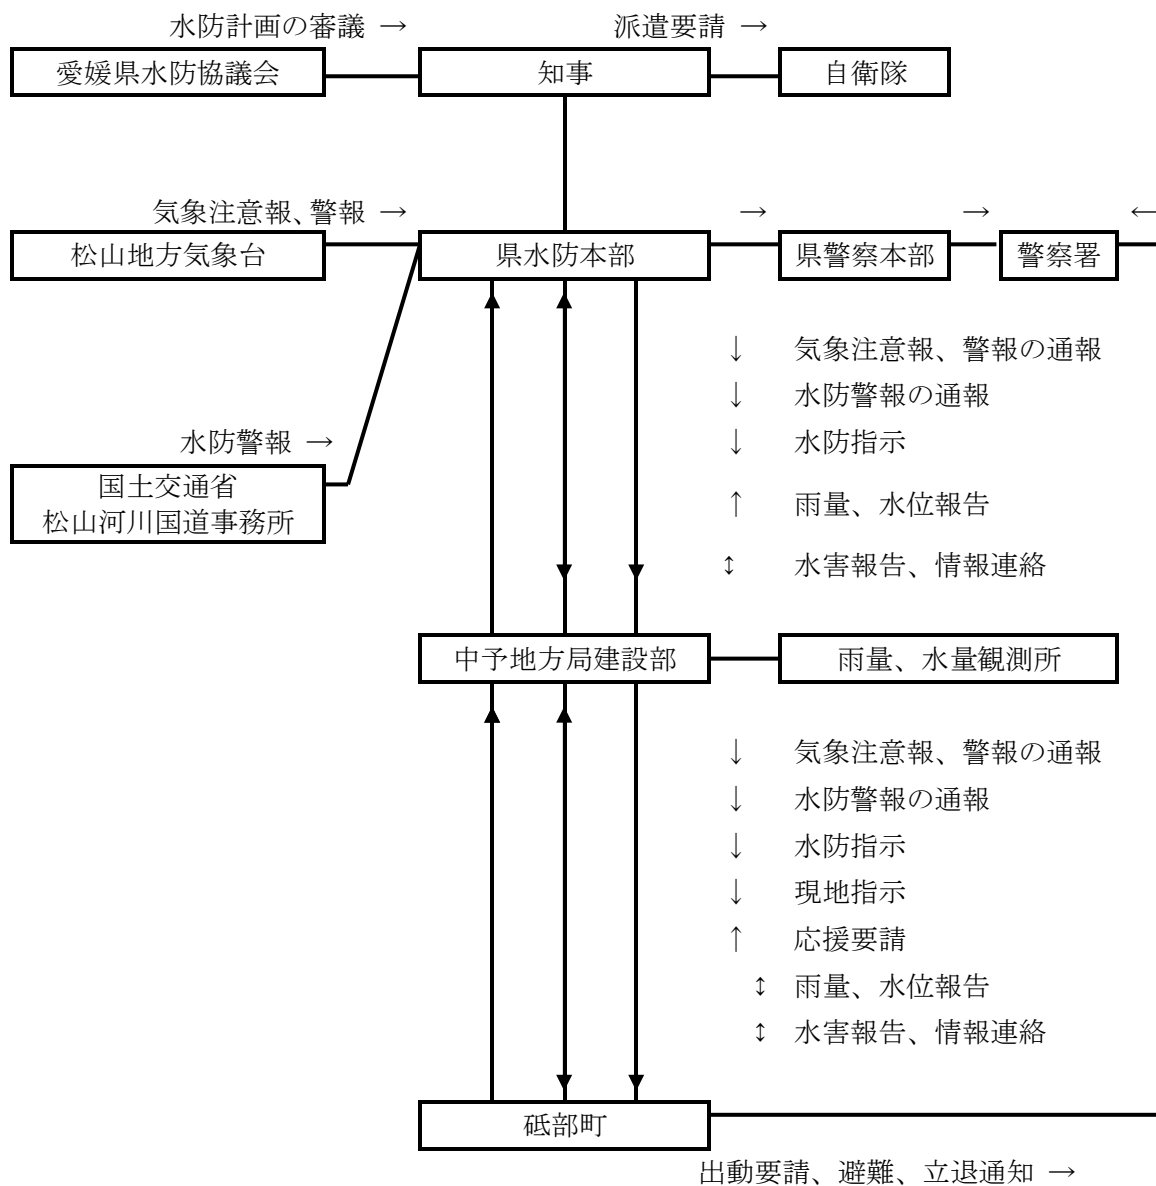 水防計画の審議 →
派遣要請 →
愛媛県水防協議会
知事
自衛隊
気象注意報、警報 →
→
→
←
松山地方気象台
県水防本部
県警察本部
警察署
↓ 気象注意報、警報の通報
↓ 水防警報の通報
↓ 水防指示
↑ 雨量、水位報告
↕ 水害報告、情報連絡
水防警報 →
国土交通省
松山河川国道事務所
中予地方局建設部
雨量、水量観測所
↓ 気象注意報、警報の通報
↓ 水防警報の通報
↓ 水防指示
↓ 現地指示
↑ 応援要請
↕ 雨量、水位報告
↕ 水害報告、情報連絡
砥部町
出動要請、避難、立退通知 →